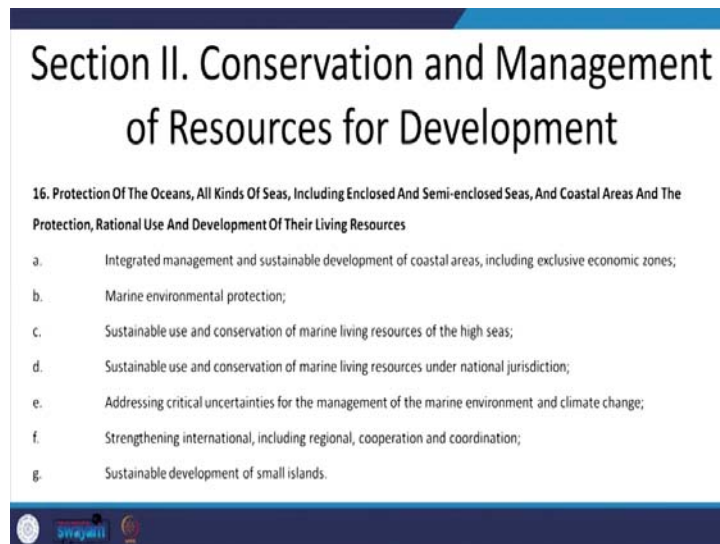 Section II. Conservation and Management
of Resources for Development
16. Protection Of The Oceans, All Kinds Of Seas, Including Enclosed And Semi-enclosed Seas, And Coastal Areas And The
Protection, Rational Use And Development Of Their Living Resources
a. Integrated management and sustainable development of coastal areas, including exclusive economic zones;
b. Marine environmental protection;
c. Sustainable use and conservation of marine living resources of the high seas;
d. Sustainable use and conservation of marine living resources under national jurisdiction;
e. Addressing critical uncertainties for the management of the marine environment and climate change;
f. Strengthening international, including regional, cooperation and coordination;
g. Sustainable development of small islands.
swayam